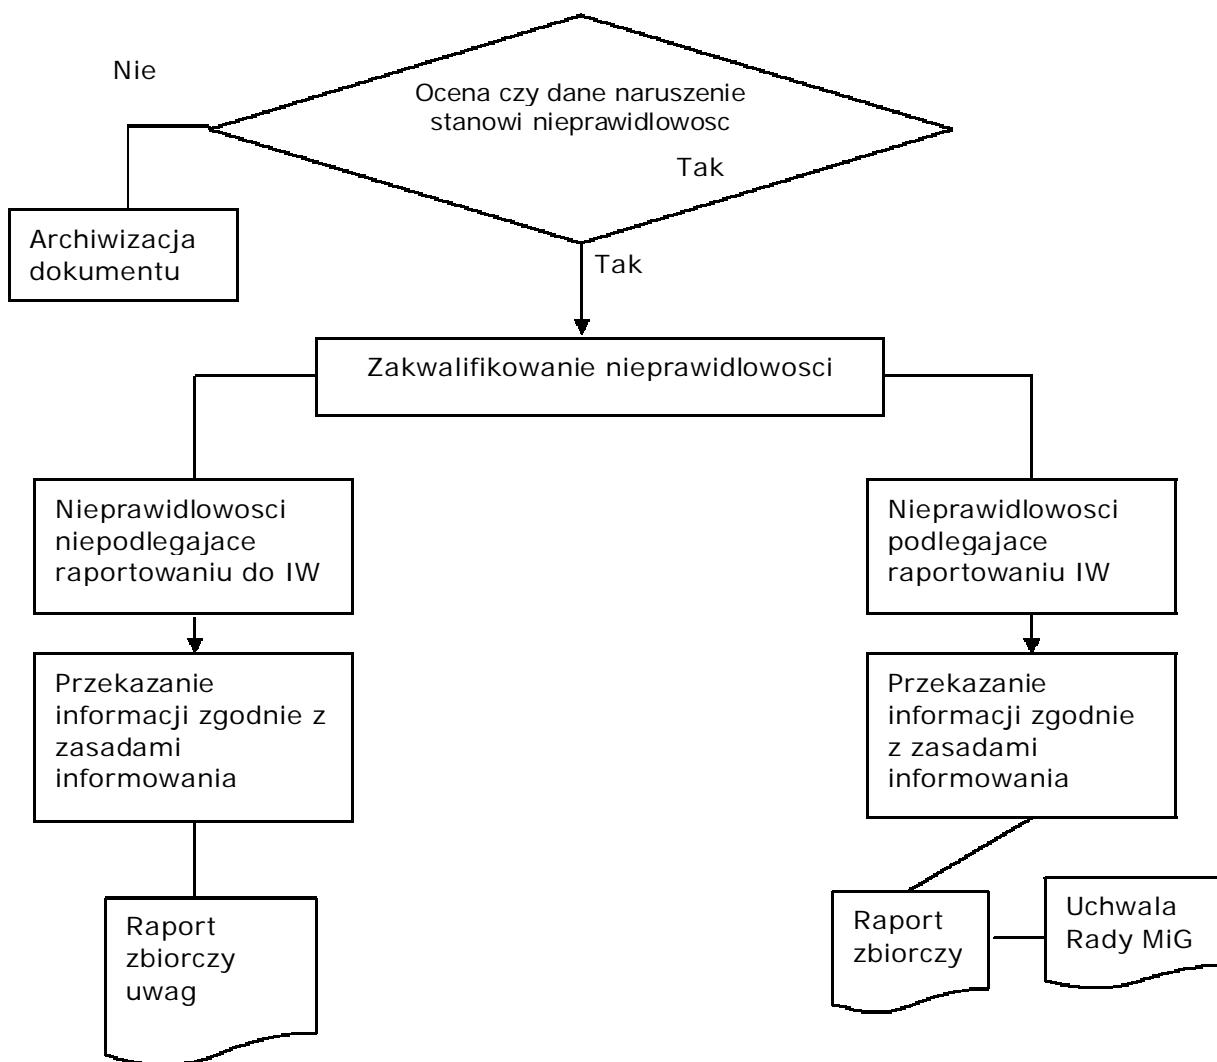 Nie
Ocena czy dane naruszenie
stanowi nieprawidlowosc
Tak
Archiwizacja
dokumentu
Tak
Zakwalifikowanie nieprawidlowosci
Nieprawidlowosci
niepodlegajace
raportowaniu do IW
Nieprawidlowosci
podlegajace
raportowaniu IW
Przekazanie
informacji zgodnie z
zasadami
informowania
Przekazanie
informacji zgodnie
z zasadami
informowania
Raport
zbiorczy
uwag
Raport
zbiorczy
Uchwala
Rady MiG